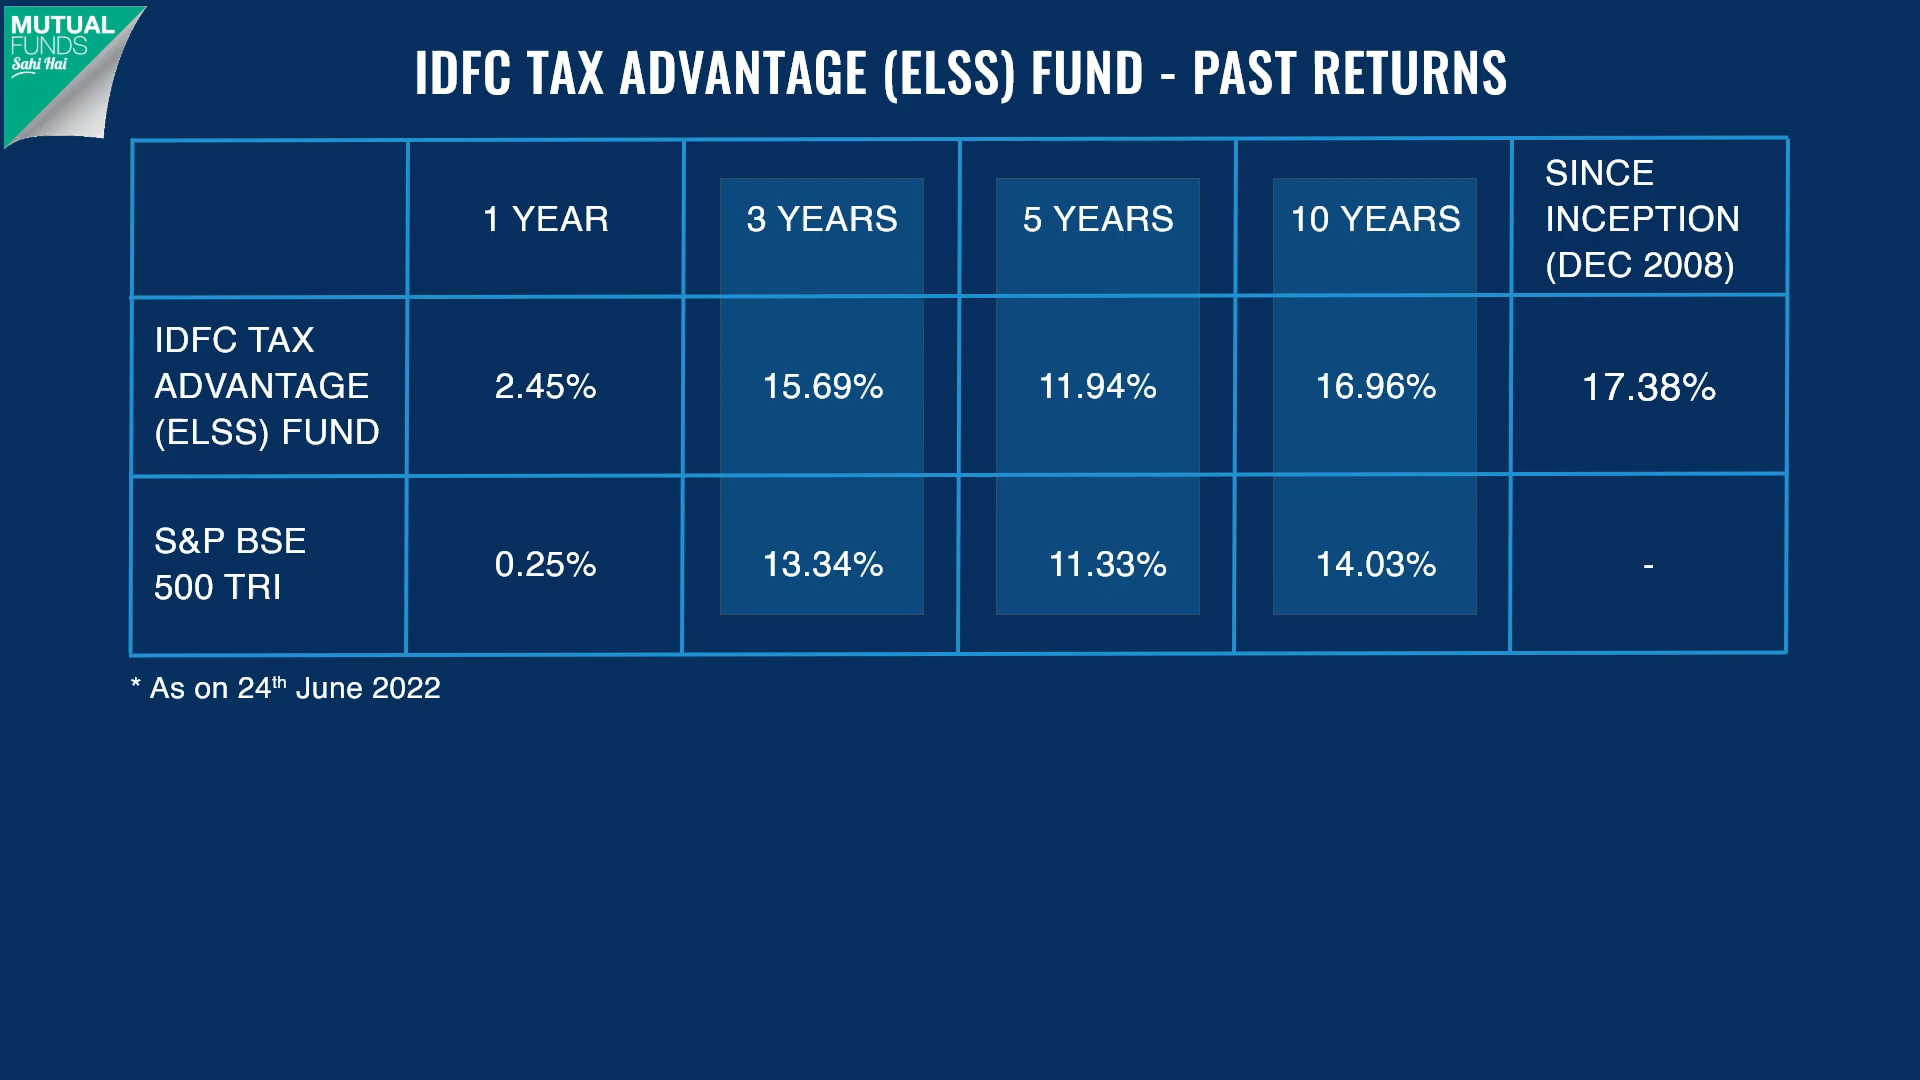 MUTUAL
FUNDS
Sahi Hai
IDFC TAX ADVANTAGE (ELSS) FUND - PAST RETURNS
1 YEAR
3 YEARS
5 YEARS
10 YEARS
SINCE
INCEPTION
(DEC 2008)
IDFC TAX
ADVANTAGE
(ELSS) FUND
2.45%
15.69%
11.94%
16.96%
17.38%
S&P BSE
500 TRI
0.25%
13.34%
11.33%
14.03%
-
* As on 24th June 2022